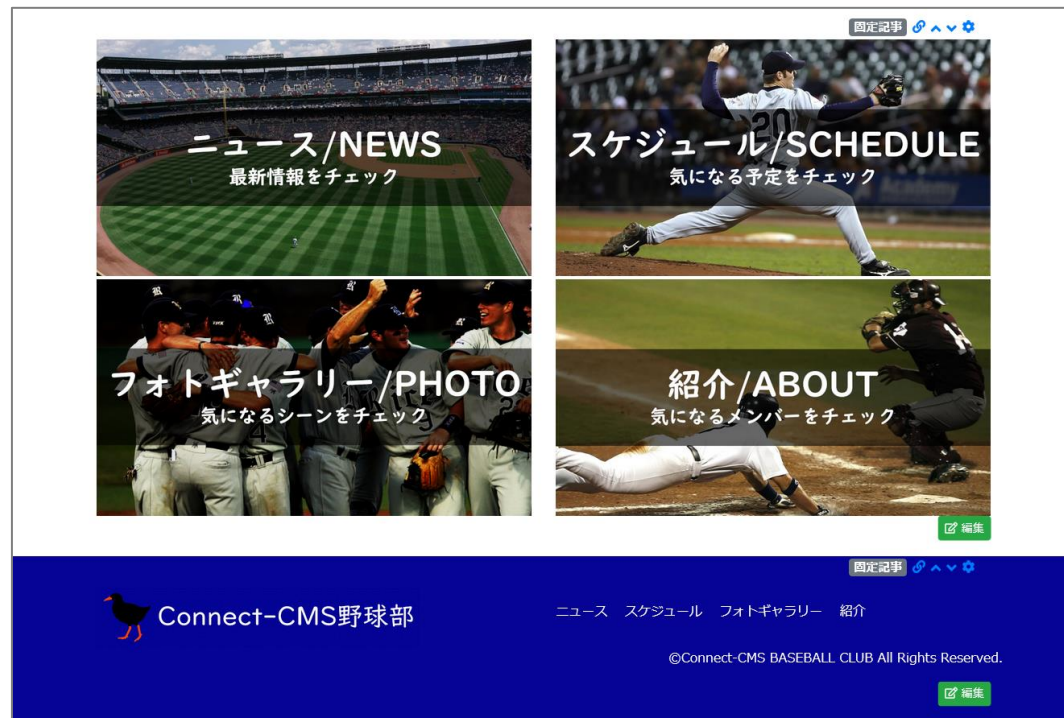 固定記事
ニュース/NEWS
最新情報をチェック
20
スケジュール/SCHEDULE
気になる予定をチェック
フォトギャラリー/PHOTO
気になるシーンをチェック
紹介/ABOUT
気になるメンバーをチェック
編集
固定記事
Connect-CMS野球部
ニュース スケジュール フォトギャラリー 紹介
©Connect-CMS BASEBALL CLUB All Rights Reserved.
編集